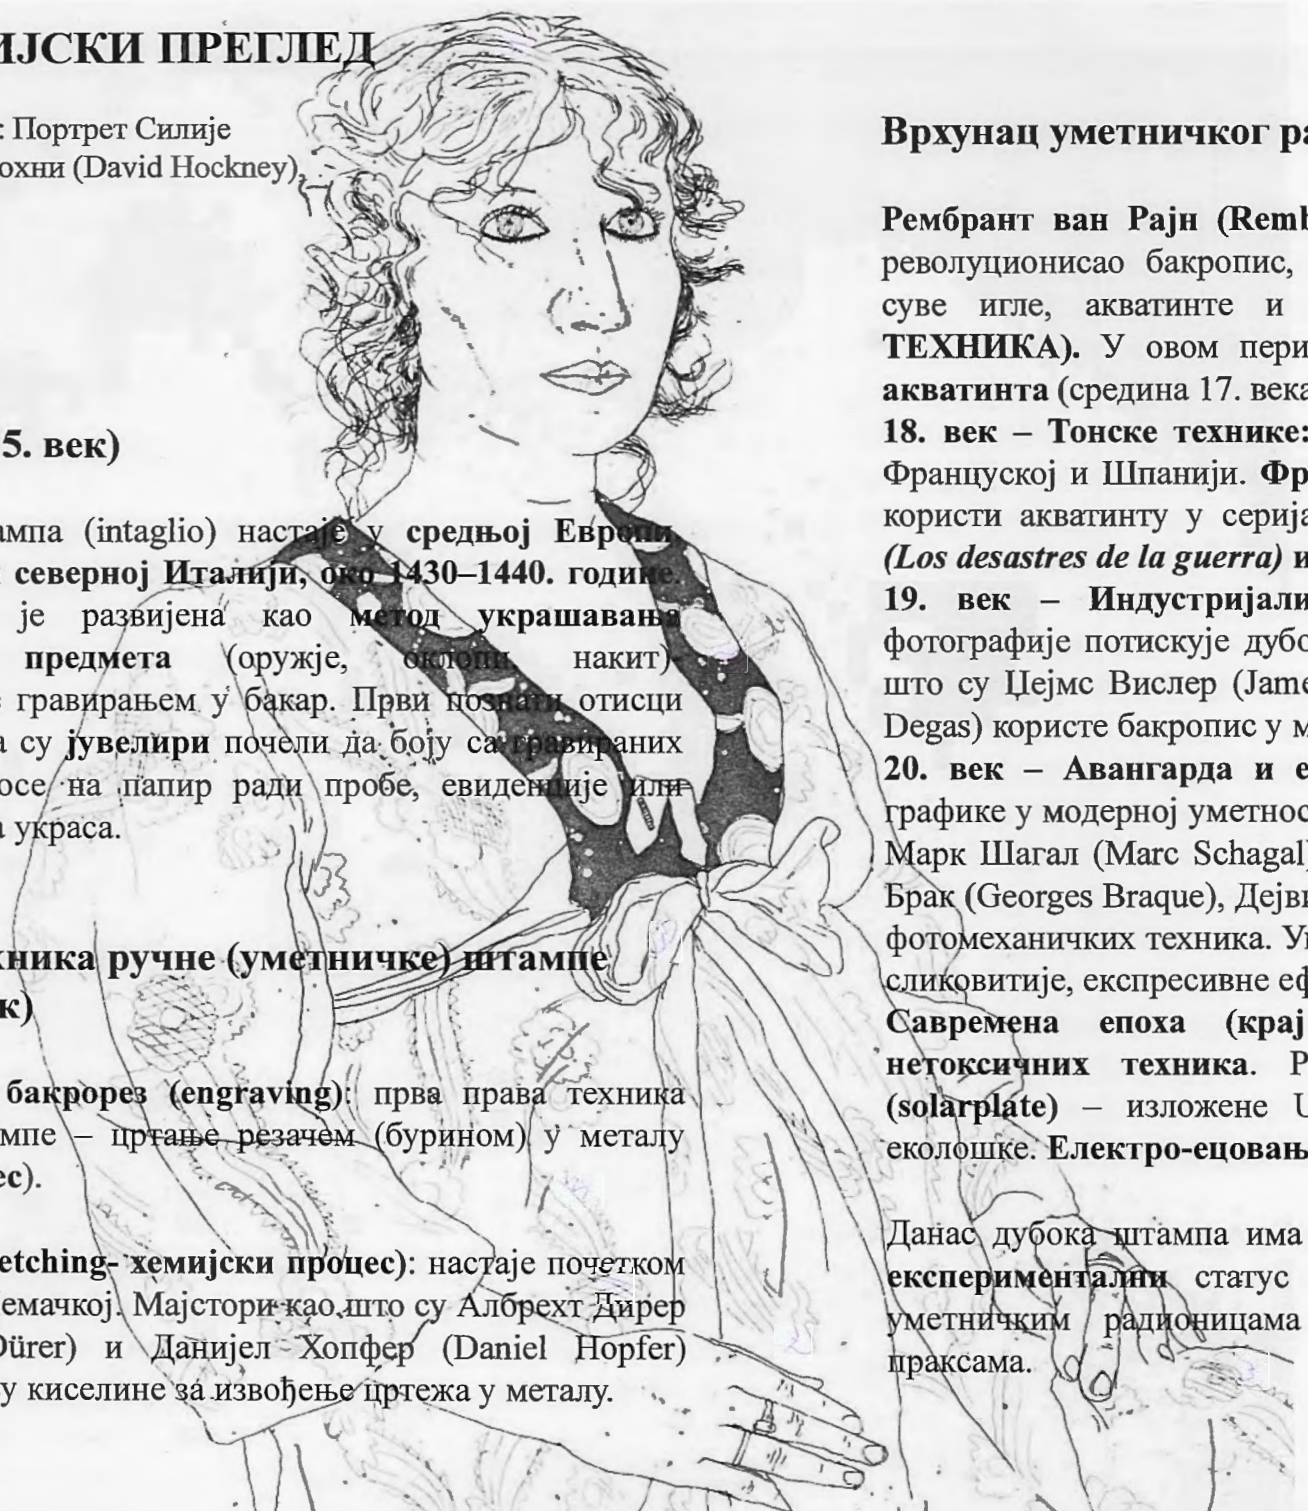 ИЈСКИ ПРЕГЛЕД
: Портрет Силије
охни (David Hockney),
5. век)
ампа (intaglio) настаје у средњој Европи,
и северној Италији, око 1430–1440. године.
је развијена као метод украшавања
предмета (оружје, оклопи, накит)-
е гравирањем у бакар. Први познати отисци
а су јувелири почели да боју са гравираних
осе на папир ради пробе, евиденције или
а украса.
хника ручне (уметничке) штампе
к)
бакрорез (engraving): прва права техника
мпе – цртање резачем (бурином) у металу
ес).
etching- хемијски процес): настаје почетком
емачкој. Мајстори као што су Албрехт Дирер
Dürer) и Данијел Хопфер (Daniel Hopfer)
у киселине за извођење цртежа у металу.
Врхунац уметничког ра
Рембрант ван Рајн (Remb
револуционисао бакропис,
суве игле, акватинте и
ТЕХНИКА). У овом пери
акватинта (средина 17. века
18. век – Тонске технике:
Француској и Шпанији. Фр
користи акватинту у серија
(Los desastres de la guerra) и
19. век – Индустријали
фотографије потискује дубо
што су Џејмс Вислер (Jame
Degas) користе бакропис у м
20. век – Авангарда и е
графике у модерној уметнос
Марк Шагал (Marc Schagal)
Брак (Georges Braque), Дејви
фотомеханичких техника. Ум
сликовитије, експресивне еф
Савремена епоха (крај
нетоксичних техника. Р
(solarplate) – изложене U
еколошке. Електро-ецовањ
Данас дубока штампа има
експериментални статус
уметничким радионицама
праксама.